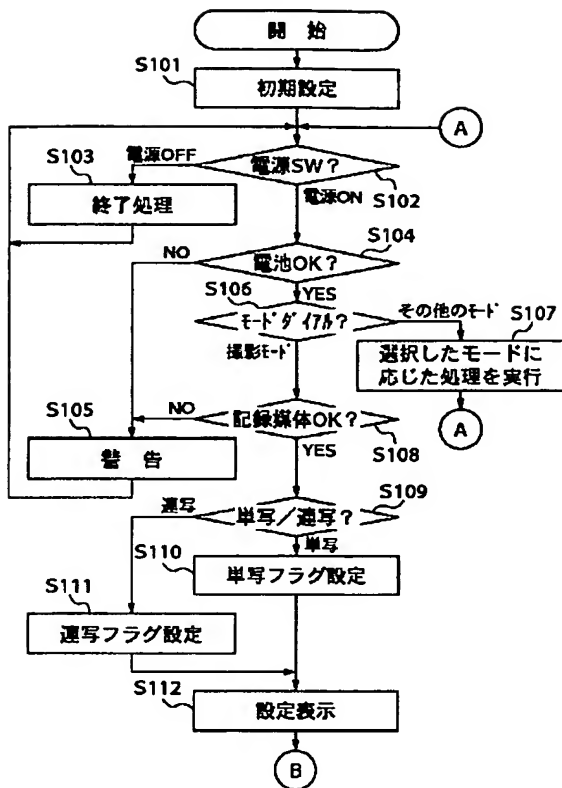 開 始
S101
初期設定
A
S103
電源OFF
電源SW?
S102
終了処理
電源ON
S104
NO
電池OK?
S106
YES
その他のモード
S107
モードダイアル?
撮影モード
選択したモードに
応じた処理を実行
A
S105
NO
記録媒体OK?
S108
警 告
YES
S109
連写
単写/連写?
S110
単写
単写フラグ設定
S111
連写フラグ設定
S112
設定表示
B